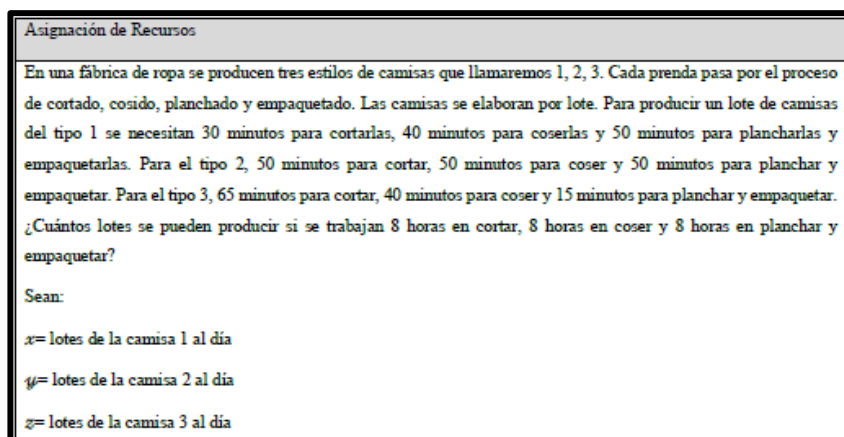 Asignación de Recursos
En una fábrica de ropa se producen tres estilos de camisas que llamaremos 1, 2, 3. Cada prenda pasa por el proceso
de cortado, cosido, planchado y empaquetado. Las camisas se elaboran por lote. Para producir un lote de camisas
del tipo 1 se necesitan 30 minutos para cortarlas, 40 minutos para coserlas y 50 minutos para plancharlas y
empaquetarlas. Para el tipo 2, 50 minutos para cortar, 50 minutos para coser y 50 minutos para planchar y
empaquetar. Para el tipo 3, 65 minutos para cortar, 40 minutos para coser y 15 minutos para planchar y empaquetar.
¿Cuántos lotes se pueden producir si se trabajan 8 horas en cortar, 8 horas en coser y 8 horas en planchar y
empaquetar?
Sean:
x= lotes de la camisa 1 al día
y= lotes de la camisa 2 al día
z= lotes de la camisa 3 al día